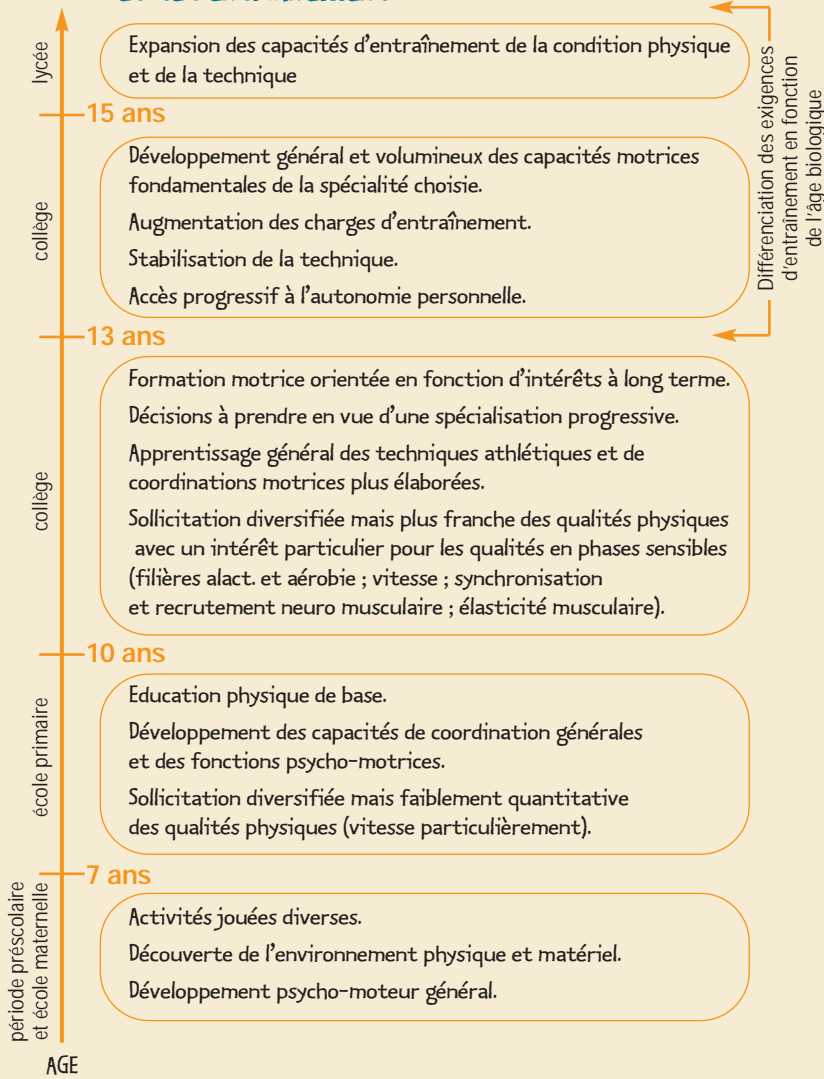 lycée
Expansion des capacités d'entraînement de la condition physique
et de la technique
15 ans
collège
Développement général et volumineux des capacités motrices
fondamentales de la spécialité choisie.
Augmentation des charges d'entraînement.
Stabilisation de la technique.
Accès progressif à l'autonomie personnelle.
Différenciation des exigences
d'entraînement en fonction
de l'âge biologique
13 ans
collège
Formation motrice orientée en fonction d'intérêts à long terme.
Décisions à prendre en vue d'une spécialisation progressive.
Apprentissage général des techniques athlétiques et de
coordinations motrices plus élaborées.
Sollicitation diversifiée mais plus franche des qualités physiques
avec un intérêt particulier pour les qualités en phases sensibles
(filières alact. et aérobie ; vitesse ; synchronisation
et recrutement neuro musculaire ; élasticité musculaire).
10 ans
école primaire
Education physique de base.
Développement des capacités de coordination générales
et des fonctions psycho-motrices.
Sollicitation diversifiée mais faiblement quantitative
des qualités physiques (vitesse particulièrement).
7 ans
période préscolaire
et école maternelle
Activités jouées diverses.
Découverte de l'environnement physique et matériel.
Développement psycho-moteur général.
AGE